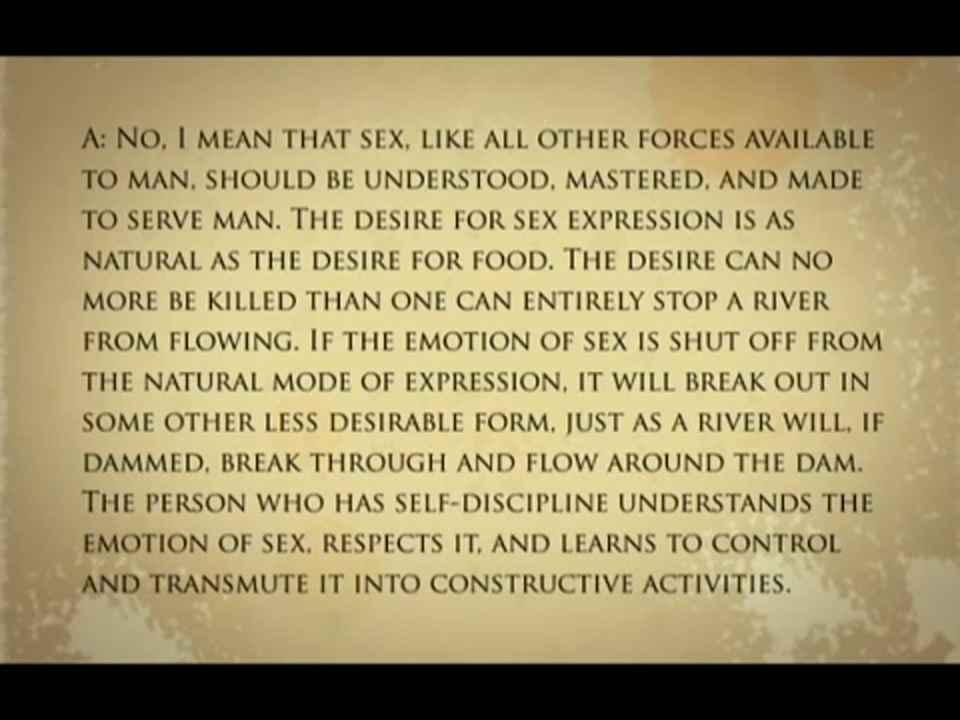 A: No, I mean that sex, like all other forces available
to man, should be understood, mastered, and made
to serve man. The desire for sex expression is as
natural as the desire for food. The desire can no
more be killed than one can entirely stop a river
from flowing. If the emotion of sex is shut off from
the natural mode of expression, it will break out in
some other less desirable form, just as a river will, if
dammed, break through and flow around the dam.
The person who has self-discipline understands the
emotion of sex, respects it, and learns to control
and transmute it into constructive activities.